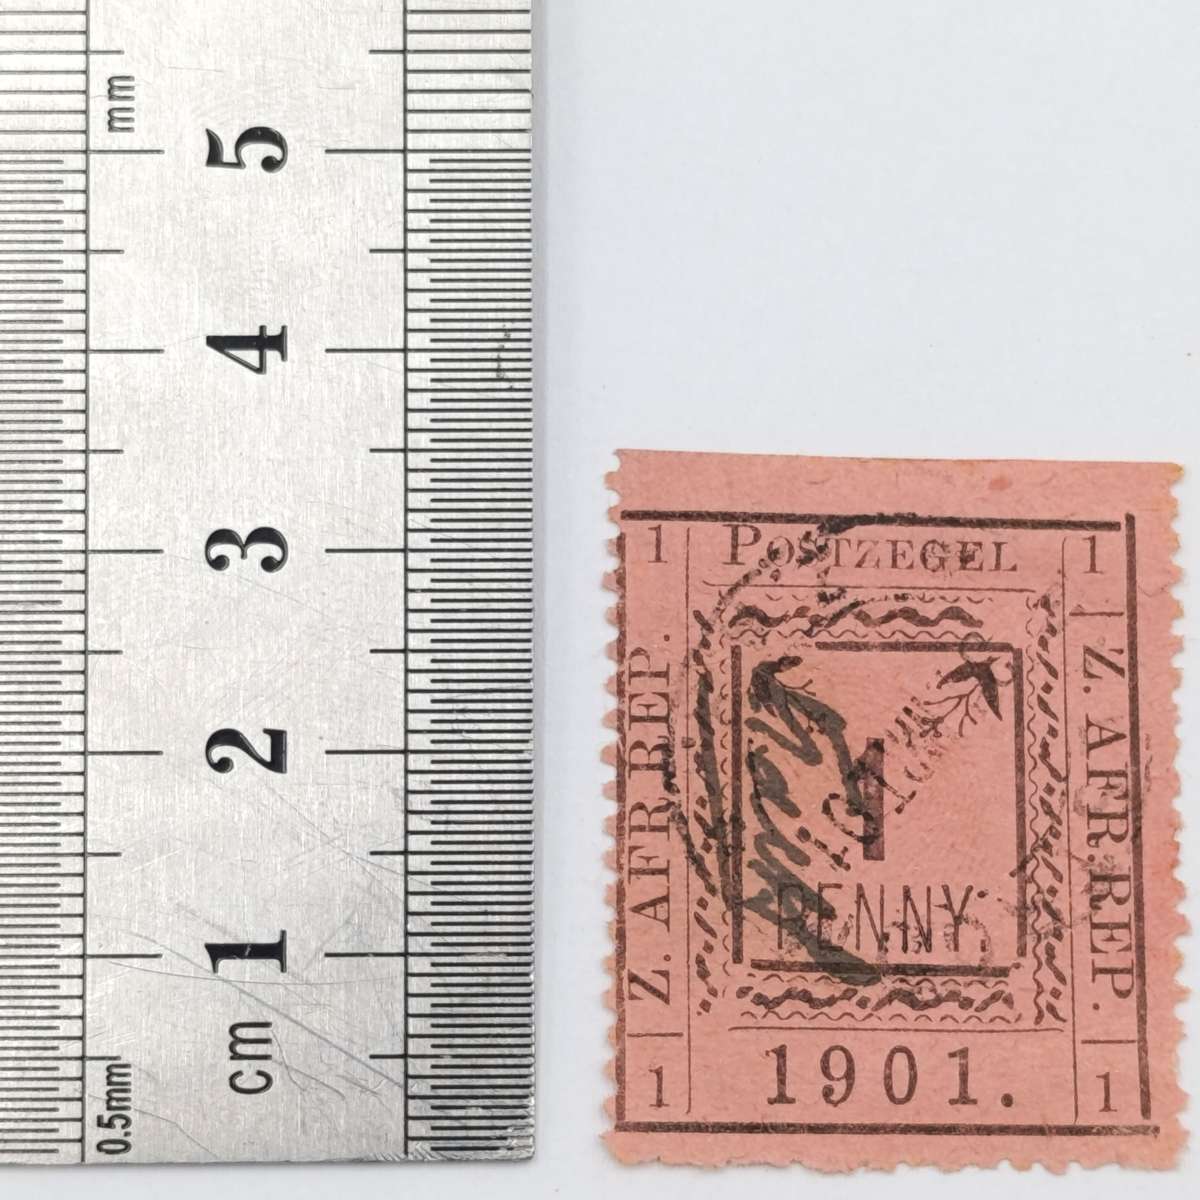 mm
5
4
3
2
1
cm
0.5mm
1 POSTZEGEL 1
Z. AFR. REP.
Z. AFR. REP.
1
PENNY
1 1901. 1